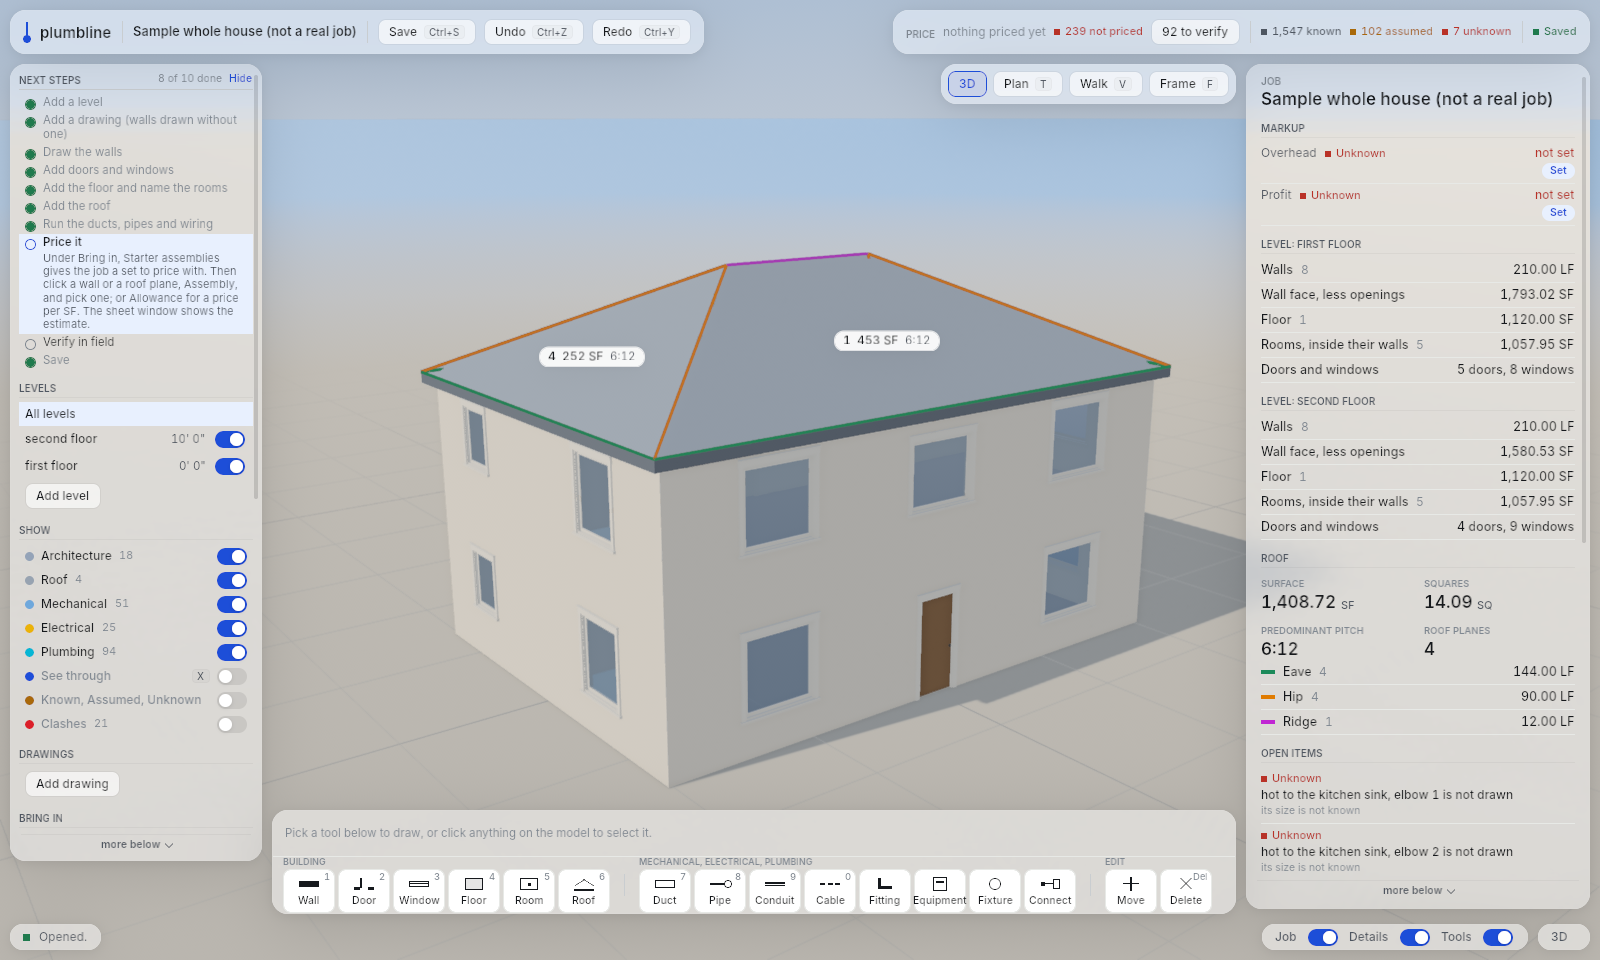 plumbline
Sample whole house (not a real job)
Save Ctrl+S
Undo Ctrl+Z
Redo Ctrl+Y
PRICE nothing priced yet 239 not priced 92 to verify 1,547 known 102 assumed 7 unknown Saved
NEXT STEPS 8 of 10 done Hide
Add a level
Add a drawing (walls drawn without
one)
Draw the walls
Add doors and windows
Add the floor and name the rooms
Add the roof
Run the ducts, pipes and wiring
Price it
Under Bring in, Starter assemblies
gives the job a set to price with. Then
click a wall or a roof plane, Assembly,
and pick one; or Allowance for a price
per SF. The sheet window shows the
estimate.
Verify in field
Save
LEVELS
All levels
second floor 10' 0"
first floor 0' 0"
Add level
SHOW
Architecture 18
Roof 4
Mechanical 51
Electrical 25
Plumbing 94
See through X
Known, Assumed, Unknown
Clashes 21
DRAWINGS
Add drawing
BRING IN
more below
Opened.
3D
Plan T
Walk V
Frame F
4 252 SF 6:12
1 453 SF 6:12
Pick a tool below to draw, or click anything on the model to select it.
BUILDING
Wall 1
Door 2
Window 3
Floor 4
Room 5
Roof 6
MECHANICAL, ELECTRICAL, PLUMBING
Duct 7
Pipe 8
Conduit 9
Cable 0
Fitting
Equipment
Fixture
Connect
EDIT
Move
Delete Del
JOB
Sample whole house (not a real job)
MARKUP
Overhead Unknown not set
Set
Profit Unknown not set
Set
LEVEL: FIRST FLOOR
Walls 8 210.00 LF
Wall face, less openings 1,793.02 SF
Floor 1 1,120.00 SF
Rooms, inside their walls 5 1,057.95 SF
Doors and windows 5 doors, 8 windows
LEVEL: SECOND FLOOR
Walls 8 210.00 LF
Wall face, less openings 1,580.53 SF
Floor 1 1,120.00 SF
Rooms, inside their walls 5 1,057.95 SF
Doors and windows 4 doors, 9 windows
ROOF
SURFACE SQUARES
1,408.72 SF 14.09 SQ
PREDOMINANT PITCH ROOF PLANES
6:12 4
Eave 4 144.00 LF
Hip 4 90.00 LF
Ridge 1 12.00 LF
OPEN ITEMS
Unknown
hot to the kitchen sink, elbow 1 is not drawn
its size is not known
Unknown
hot to the kitchen sink, elbow 2 is not drawn
its size is not known
more below
Job Details Tools 3D